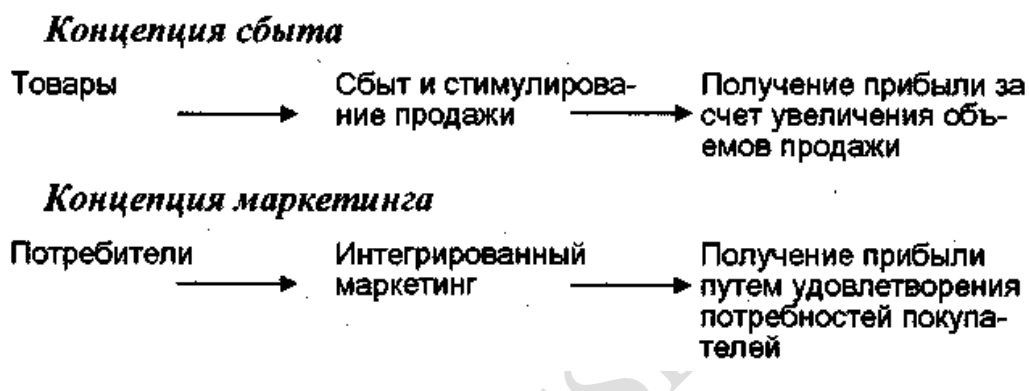 Концепция сбыта
Товары
Сбыт и стимулирова-
ние продажи
Получение прибыли за
счет увеличения объ-
емов продажи
Концепция маркетинга
Потребители
Интегрированный
маркетинг
Получение прибыли
путем удовлетворения
потребностей покупа-
телей